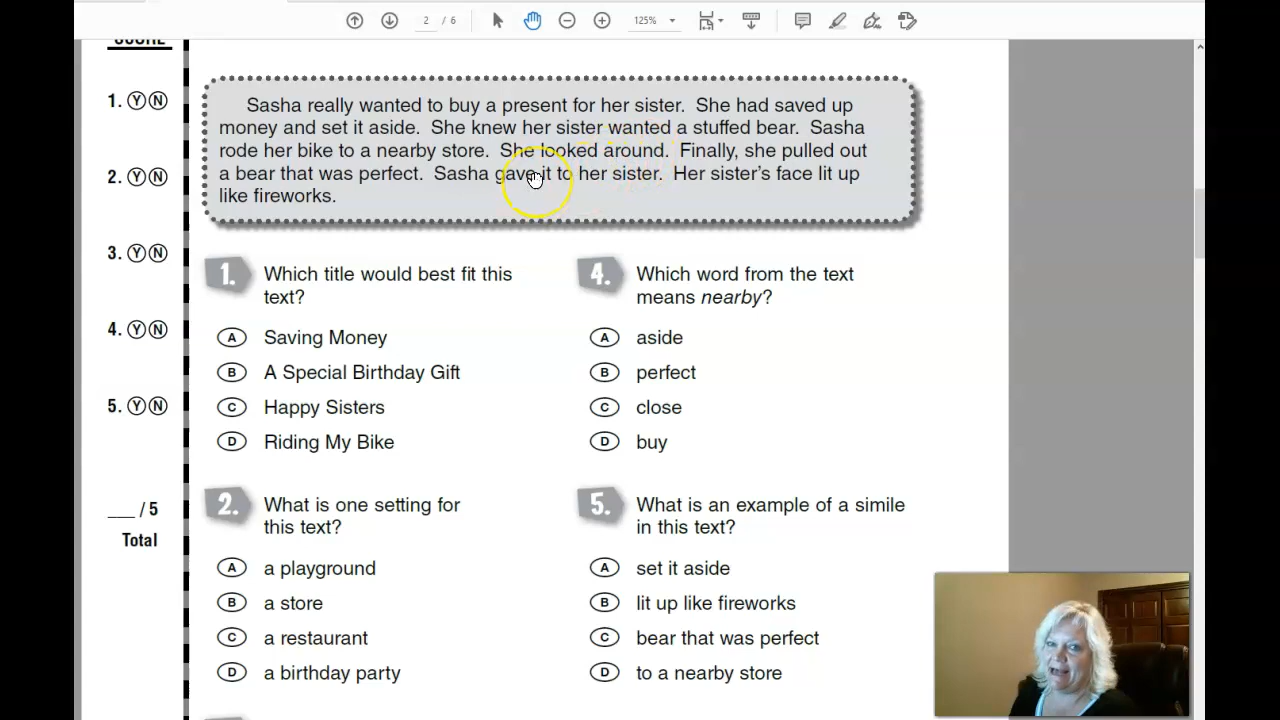 2 / 6
125%
SCORE
1. Y N
2. Y N
3. Y N
4. Y N
5. Y N
___ / 5
Total
Sasha really wanted to buy a present for her sister. She had saved up
money and set it aside. She knew her sister wanted a stuffed bear. Sasha
rode her bike to a nearby store. She looked around. Finally, she pulled out
a bear that was perfect. Sasha gave it to her sister. Her sister's face lit up
like fireworks.
1. Which title would best fit this
text?
A Saving Money
B A Special Birthday Gift
C Happy Sisters
D Riding My Bike
2. What is one setting for
this text?
A a playground
B a store
C a restaurant
D a birthday party
4. Which word from the text
means nearby?
A aside
B perfect
C close
D buy
5. What is an example of a simile
in this text?
A set it aside
B lit up like fireworks
C bear that was perfect
D to a nearby store